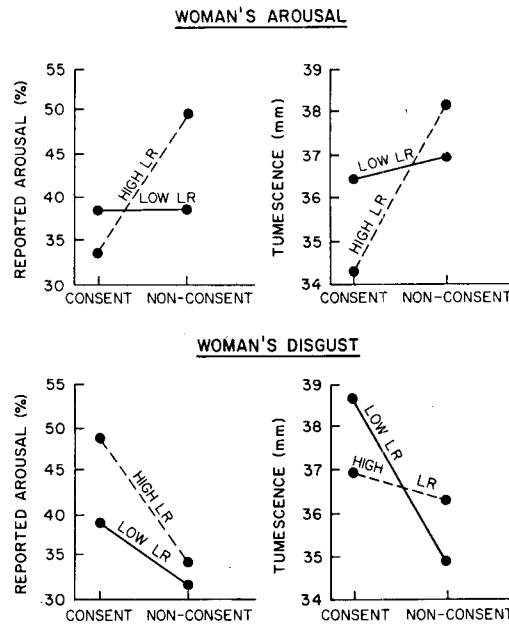 WOMAN'S AROUSAL
REPORTED AROUSAL (%)
55
50
45
40
38
35
30
HIGH LR
LOW LR
CONSENT NON-CONSENT
TUMESCENCE (mm)
39
38
37
36
35
34
LOW LR
HIGH LR
CONSENT NON-CONSENT
WOMAN'S DISGUST
REPORTED AROUSAL (%)
55
50
45
40
35
30
HIGH LR
LOW LR
CONSENT NON-CONSENT
TUMESCENCE (mm)
39
38
37
36
35
LOW LR
HIGH LR
CONSENT NON-CONSENT